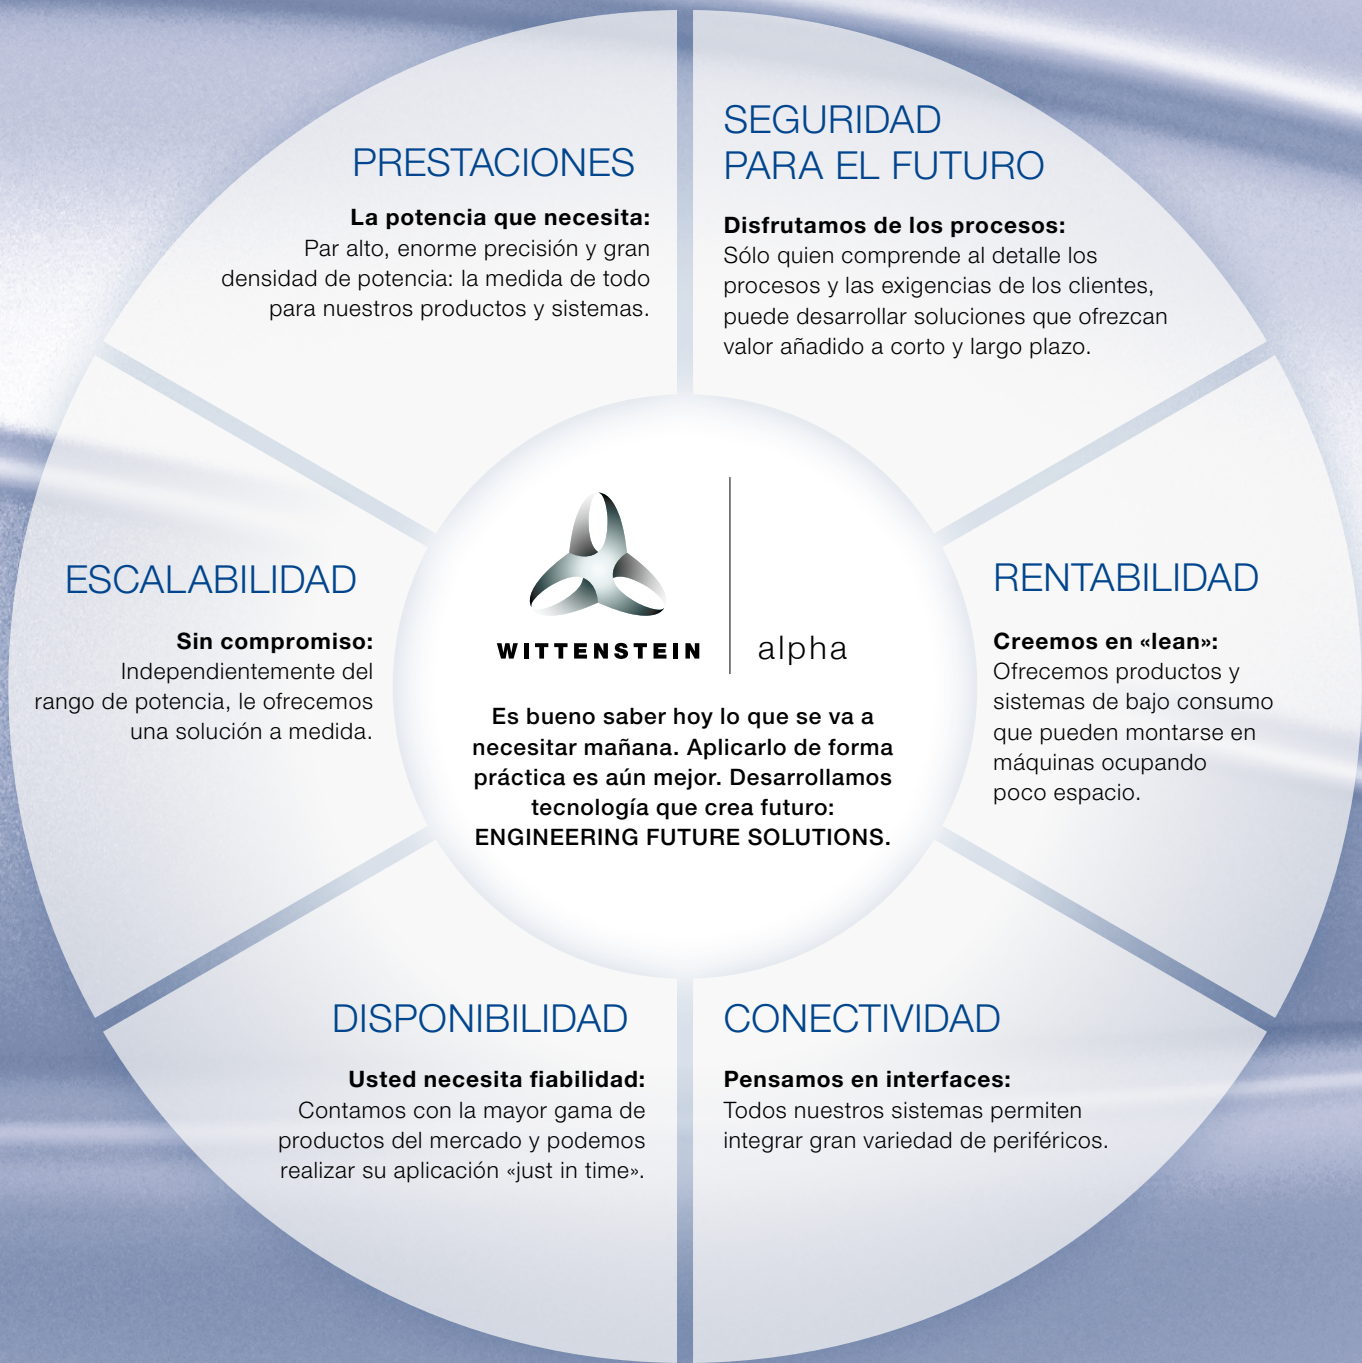 PRESTACIONES
La potencia que necesita:
Par alto, enorme precisión y gran
densidad de potencia: la medida de todo
para nuestros productos y sistemas.
SEGURIDAD
PARA EL FUTURO
Disfrutamos de los procesos:
Sólo quien comprende al detalle los
procesos y las exigencias de los clientes,
puede desarrollar soluciones que ofrezcan
valor añadido a corto y largo plazo.
ESCALABILIDAD
Sin compromiso:
Independientemente del
rango de potencia, le ofrecemos
una solución a medida.
WITTENSTEIN
alpha
Es bueno saber hoy lo que se va a
necesitar mañana. Aplicarlo de forma
práctica es aún mejor. Desarrollamos
tecnología que crea futuro:
ENGINEERING FUTURE SOLUTIONS.
RENTABILIDAD
Creemos en «lean»:
Ofrecemos productos y
sistemas de bajo consumo
que pueden montarse en
máquinas ocupando
poco espacio.
DISPONIBILIDAD
Usted necesita fiabilidad:
Contamos con la mayor gama de
productos del mercado y podemos
realizar su aplicación «just in time».
CONECTIVIDAD
Pensamos en interfaces:
Todos nuestros sistemas permiten
integrar gran variedad de periféricos.